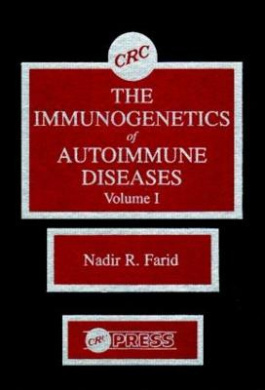 CRC
THE
IMMUNOGENETICS
of
AUTOIMMUNE
DISEASES
Volume I
Nadir R. Farid
CRC PRESS